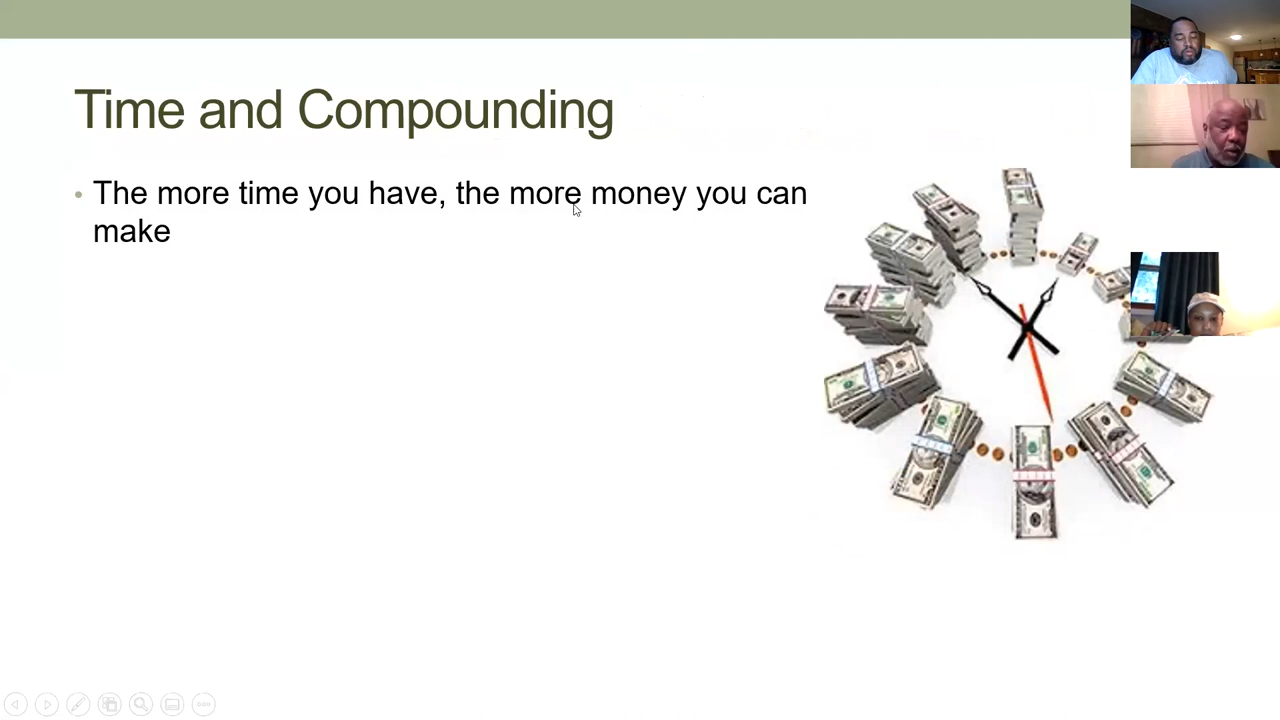 Time and Compounding
• The more time you have, the more money you can
make